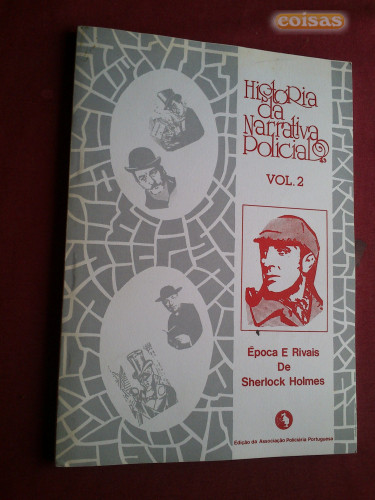 coisas
História
da
Narrativa
Policial
VOL. 2
Época E Rivais
De
Sherlock Holmes
Edição da Associação Policiária Portuguesa